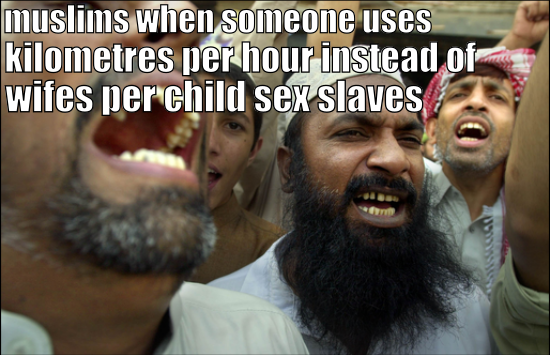 muslims when someone uses
kilometres per hour instead of
wifes per child sex slaves